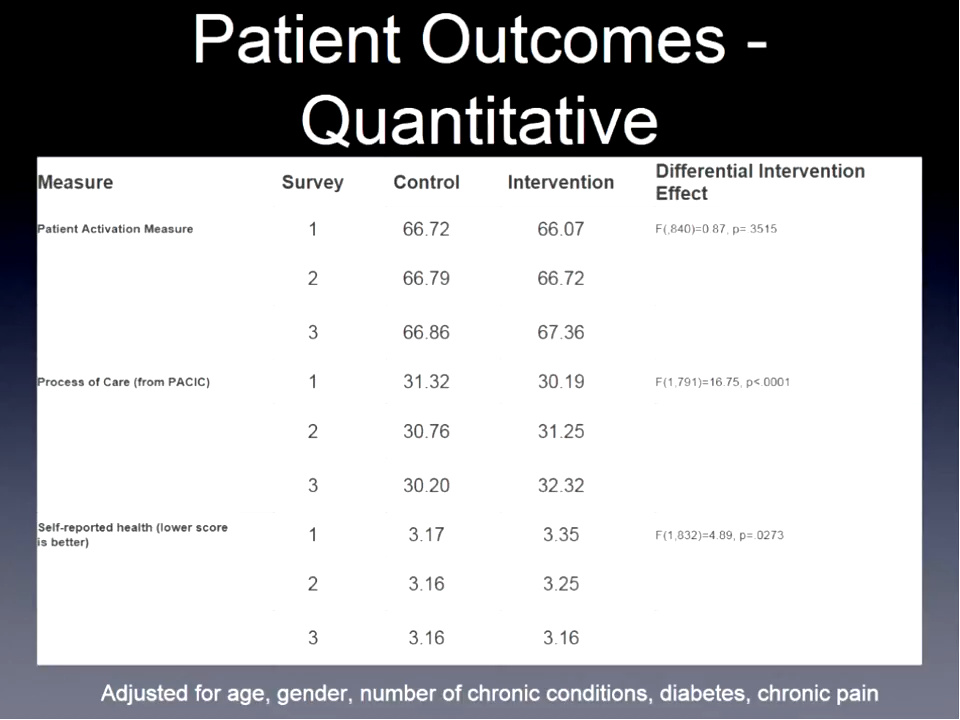 Patient Outcomes -
Quantitative
Measure Survey Control Intervention Differential Intervention Effect
Patient Activation Measure 1 66.72 66.07 F(,840)=0.87, p=.3515
2 66.79 66.72
3 66.86 67.36
Process of Care (from PACIC) 1 31.32 30.19 F(1,791)=16.75, p<.0001
2 30.76 31.25
3 30.20 32.32
Self-reported health (lower score is better) 1 3.17 3.35 F(1,832)=4.89, p=.0273
2 3.16 3.25
3 3.16 3.16
Adjusted for age, gender, number of chronic conditions, diabetes, chronic pain